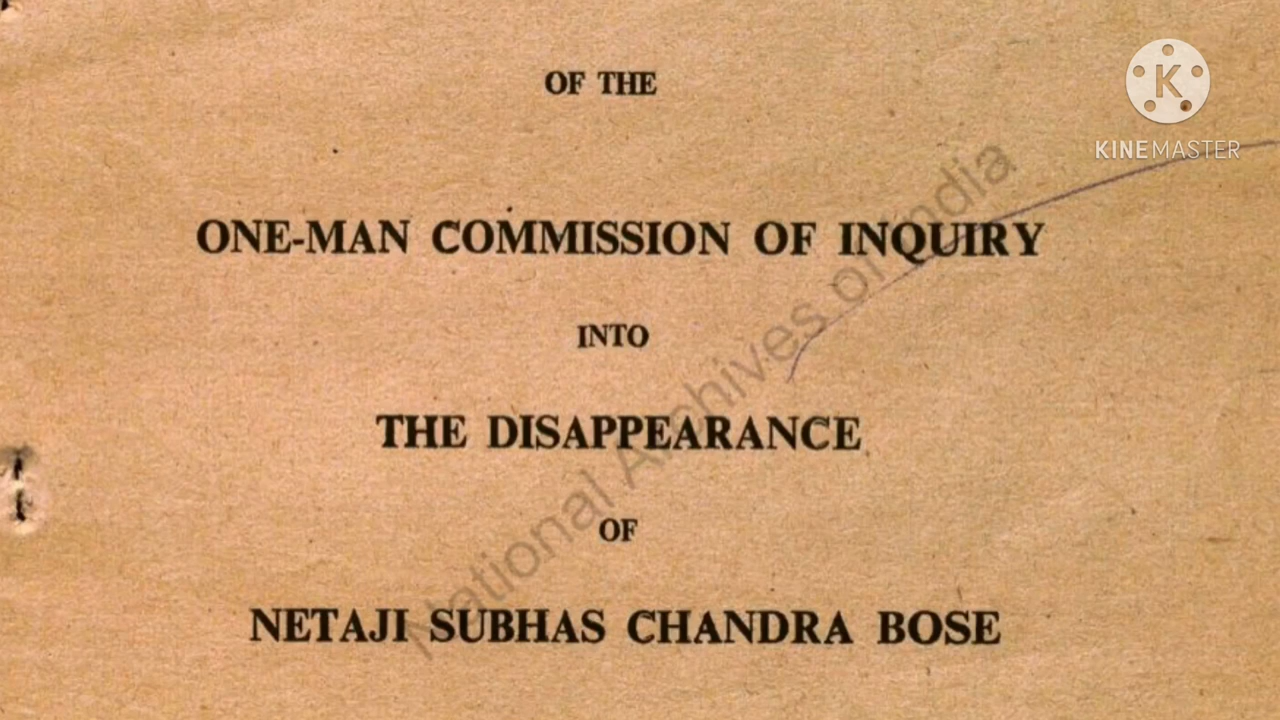 OF THE
KINEMASTER
ONE-MAN COMMISSION OF INQUIRY
INTO
THE DISAPPEARANCE
OF
NETAJI SUBHAS CHANDRA BOSE
National Archives of India